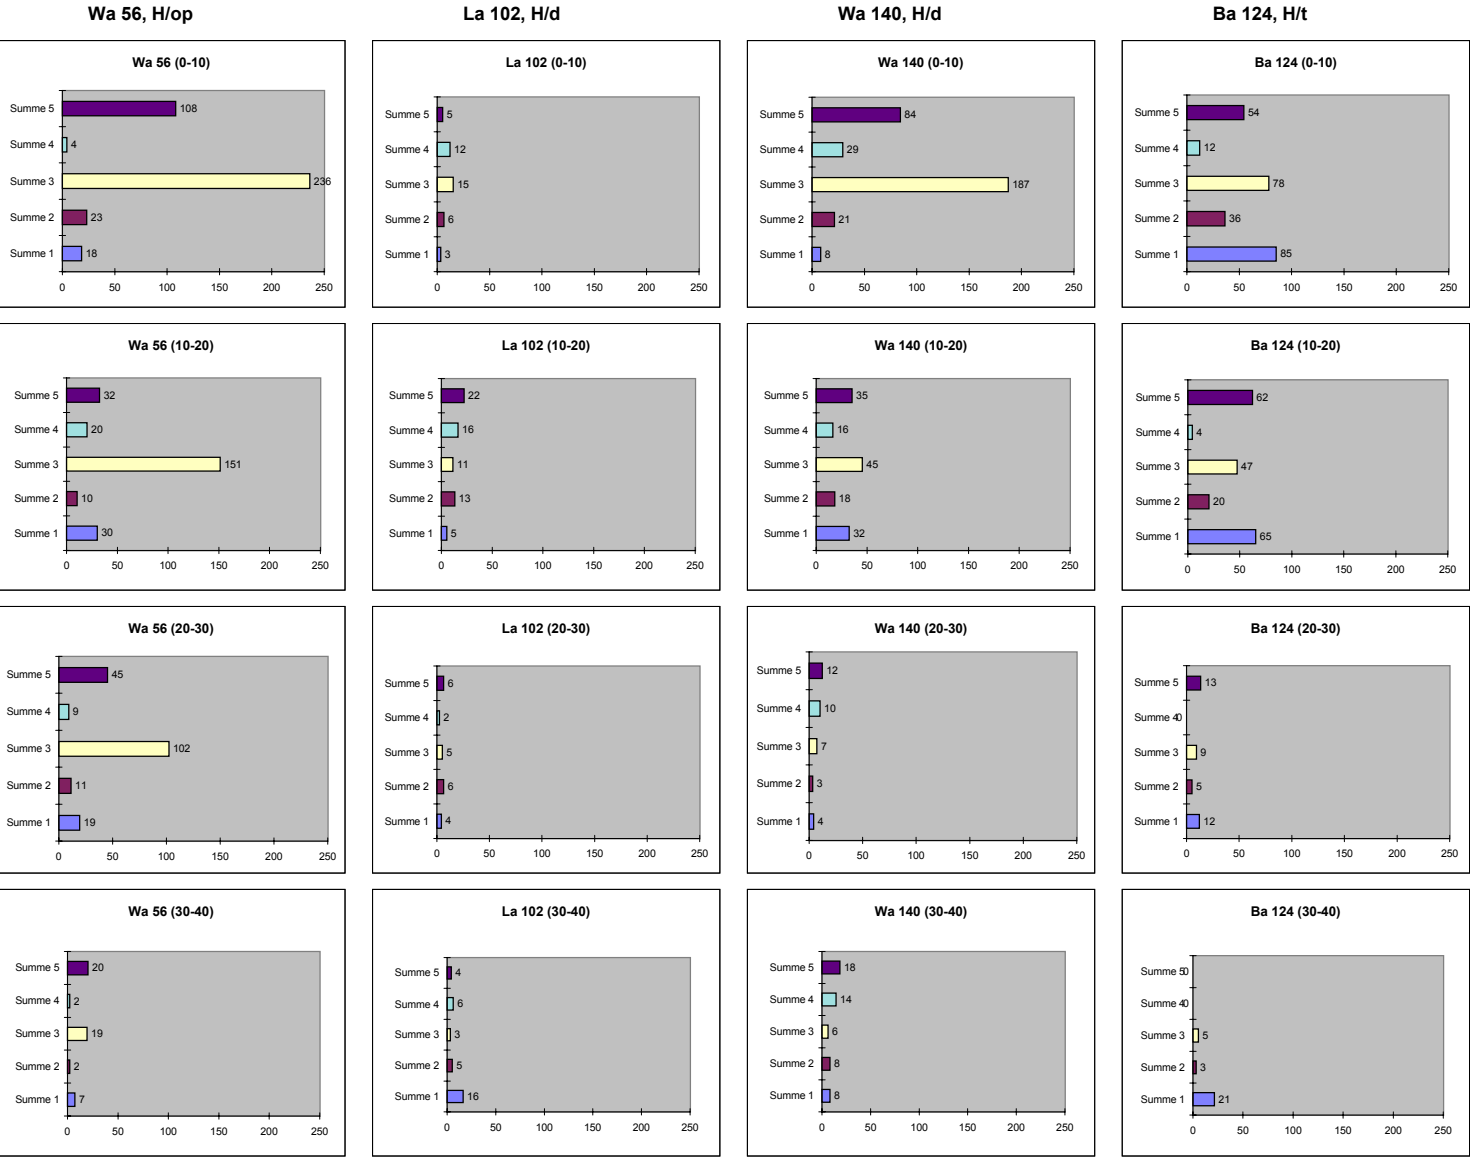 Wa 56, H/op
La 102, H/d
Wa 140, H/d
Ba 124, H/t
Wa 56 (0-10)
Summe 5 108
Summe 4 4
Summe 3 236
Summe 2 23
Summe 1 18
0 50 100 150 200 250
La 102 (0-10)
Summe 5 5
Summe 4 12
Summe 3 15
Summe 2 6
Summe 1 3
0 50 100 150 200 250
Wa 140 (0-10)
Summe 5 84
Summe 4 29
Summe 3 187
Summe 2 21
Summe 1 8
0 50 100 150 200 250
Ba 124 (0-10)
Summe 5 54
Summe 4 12
Summe 3 78
Summe 2 36
Summe 1 85
0 50 100 150 200 250
Wa 56 (10-20)
Summe 5 32
Summe 4 20
Summe 3 151
Summe 2 10
Summe 1 30
0 50 100 150 200 250
La 102 (10-20)
Summe 5 22
Summe 4 16
Summe 3 11
Summe 2 13
Summe 1 5
0 50 100 150 200 250
Wa 140 (10-20)
Summe 5 35
Summe 4 16
Summe 3 45
Summe 2 18
Summe 1 32
0 50 100 150 200 250
Ba 124 (10-20)
Summe 5 62
Summe 4 4
Summe 3 47
Summe 2 20
Summe 1 65
0 50 100 150 200 250
Wa 56 (20-30)
Summe 5 45
Summe 4 9
Summe 3 102
Summe 2 11
Summe 1 19
0 50 100 150 200 250
La 102 (20-30)
Summe 5 6
Summe 4 2
Summe 3 5
Summe 2 6
Summe 1 4
0 50 100 150 200 250
Wa 140 (20-30)
Summe 5 12
Summe 4 10
Summe 3 7
Summe 2 3
Summe 1 4
0 50 100 150 200 250
Ba 124 (20-30)
Summe 5 13
Summe 4 0
Summe 3 9
Summe 2 5
Summe 1 12
0 50 100 150 200 250
Wa 56 (30-40)
Summe 5 20
Summe 4 2
Summe 3 19
Summe 2 2
Summe 1 7
0 50 100 150 200 250
La 102 (30-40)
Summe 5 4
Summe 4 6
Summe 3 3
Summe 2 5
Summe 1 16
0 50 100 150 200 250
Wa 140 (30-40)
Summe 5 18
Summe 4 14
Summe 3 6
Summe 2 8
Summe 1 8
0 50 100 150 200 250
Ba 124 (30-40)
Summe 5 0
Summe 4 0
Summe 3 5
Summe 2 3
Summe 1 21
0 50 100 150 200 250